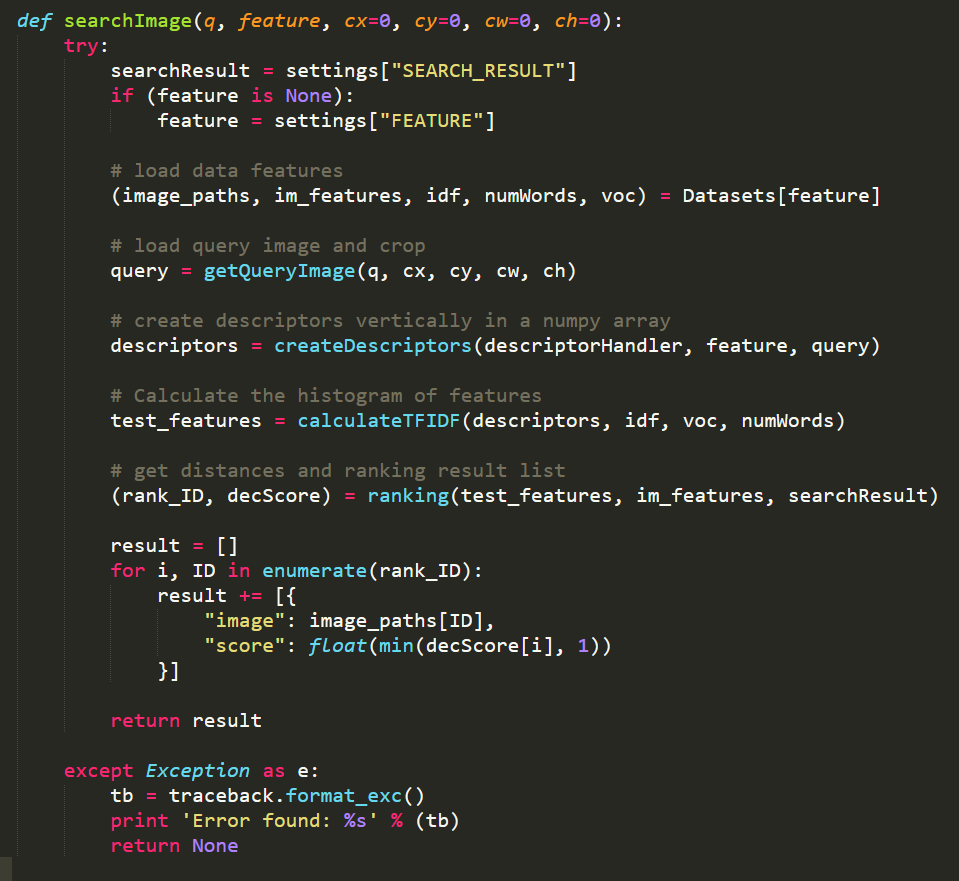 def searchImage(q, feature, cx=0, cy=0, cw=0, ch=0):
    try:
        searchResult = settings["SEARCH_RESULT"]
        if (feature is None):
            feature = settings["FEATURE"]

        # load data features
        (image_paths, im_features, idf, numWords, voc) = Datasets[feature]

        # load query image and crop
        query = getQueryImage(q, cx, cy, cw, ch)

        # create descriptors vertically in a numpy array
        descriptors = createDescriptors(descriptorHandler, feature, query)

        # Calculate the histogram of features
        test_features = calculateTFIDF(descriptors, idf, voc, numWords)

        # get distances and ranking result list
        (rank_ID, decScore) = ranking(test_features, im_features, searchResult)

        result = []
        for i, ID in enumerate(rank_ID):
            result += [{
                "image": image_paths[ID],
                "score": float(min(decScore[i], 1))
            }]

        return result

    except Exception as e:
        tb = traceback.format_exc()
        print 'Error found: %s' % (tb)
        return None